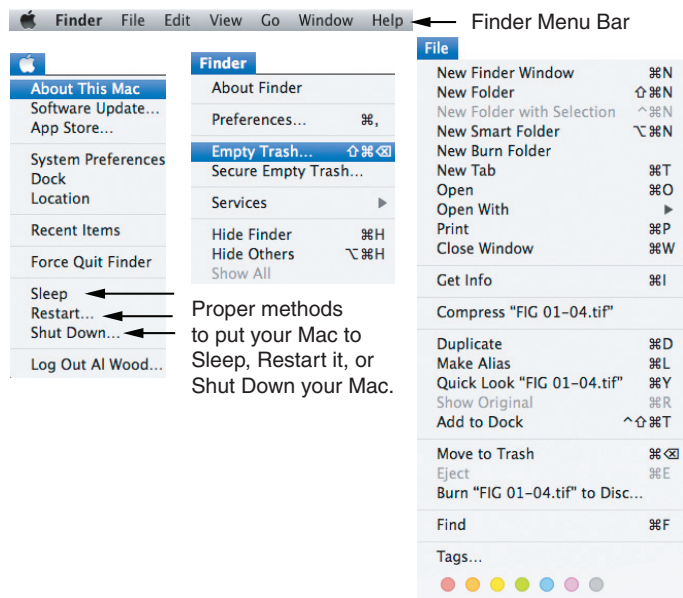 Finder File Edit View Go Window Help
Finder Menu Bar
About This Mac
Software Update...
App Store...
System Preferences
Dock
Location
Recent Items
Force Quit Finder
Sleep
Restart...
Shut Down...
Log Out Al Wood...
Finder
About Finder
Preferences... ⌘,
Empty Trash... ⇧⌘⌫
Secure Empty Trash...
Services
Hide Finder ⌘H
Hide Others ⌥⌘H
Show All
Proper methods
to put your Mac to
Sleep, Restart it, or
Shut Down your Mac.
File
New Finder Window ⌘N
New Folder ⇧⌘N
New Folder with Selection ^⌘N
New Smart Folder ⌥⌘N
New Burn Folder
New Tab ⌘T
Open ⌘O
Open With
Print ⌘P
Close Window ⌘W
Get Info ⌘I
Compress “FIG 01-04.tif”
Duplicate ⌘D
Make Alias ⌘L
Quick Look “FIG 01-04.tif” ⌘Y
Show Original ⌘R
Add to Dock ^⇧⌘T
Move to Trash ⌘⌫
Eject ⌘E
Burn “FIG 01-04.tif” to Disc...
Find ⌘F
Tags...